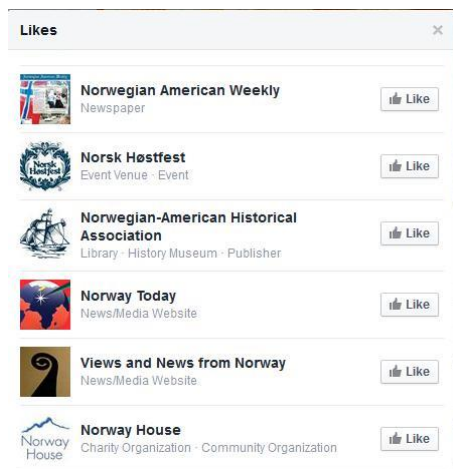 Likes
×
Norwegian American Weekly
Newspaper
Like
Norsk Høstfest
Norsk
Høstfest
Event Venue · Event
Like
Norwegian-American Historical
Association
Library · History Museum · Publisher
Like
Norway Today
News/Media Website
Like
Views and News from Norway
News/Media Website
Like
Norway House
Norway
House
Charity Organization · Community Organization
Like